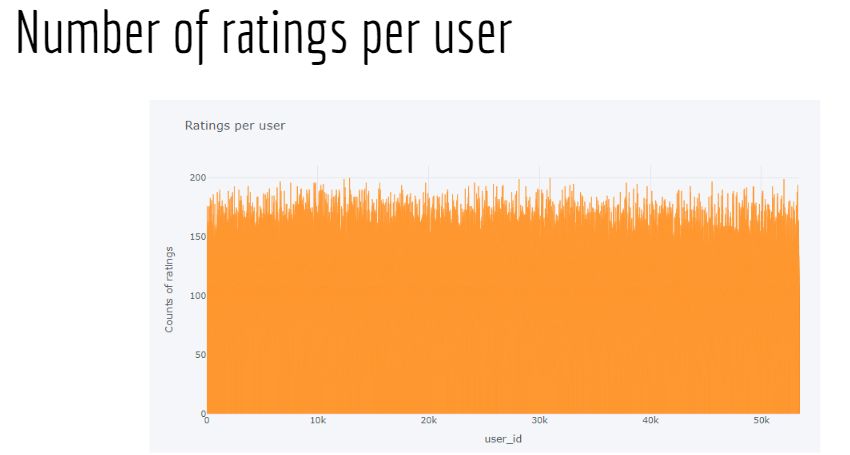 Number of ratings per user
Ratings per user
200
150
100
50
0
Counts of ratings
0 10k 20k 30k 40k 50k
user_id